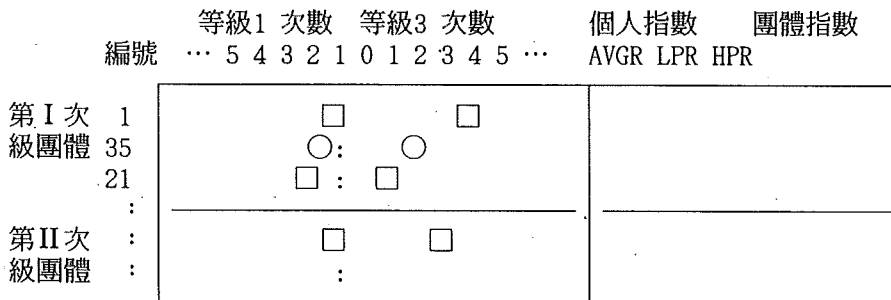 等級1 次數 等級3 次數 個人指數 團體指數
編號 … 5 4 3 2 1 0 1 2 3 4 5 … AVGR LPR HPR
第Ⅰ次 1
級團體 35 :
21 :
:
第Ⅱ次 :
級團體 : :